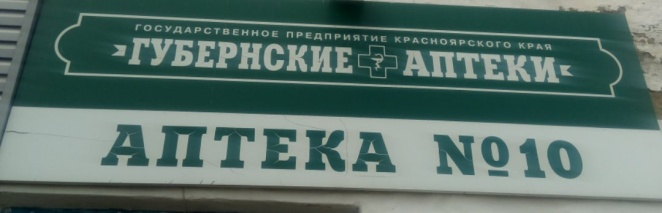 ГОСУДАРСТВЕННОЕ ПРЕДПРИЯТИЕ КРАСНОЯРСКОГО КРАЯ
ГУБЕРНСКИЕ АПТЕКИ
АПТЕКА №10